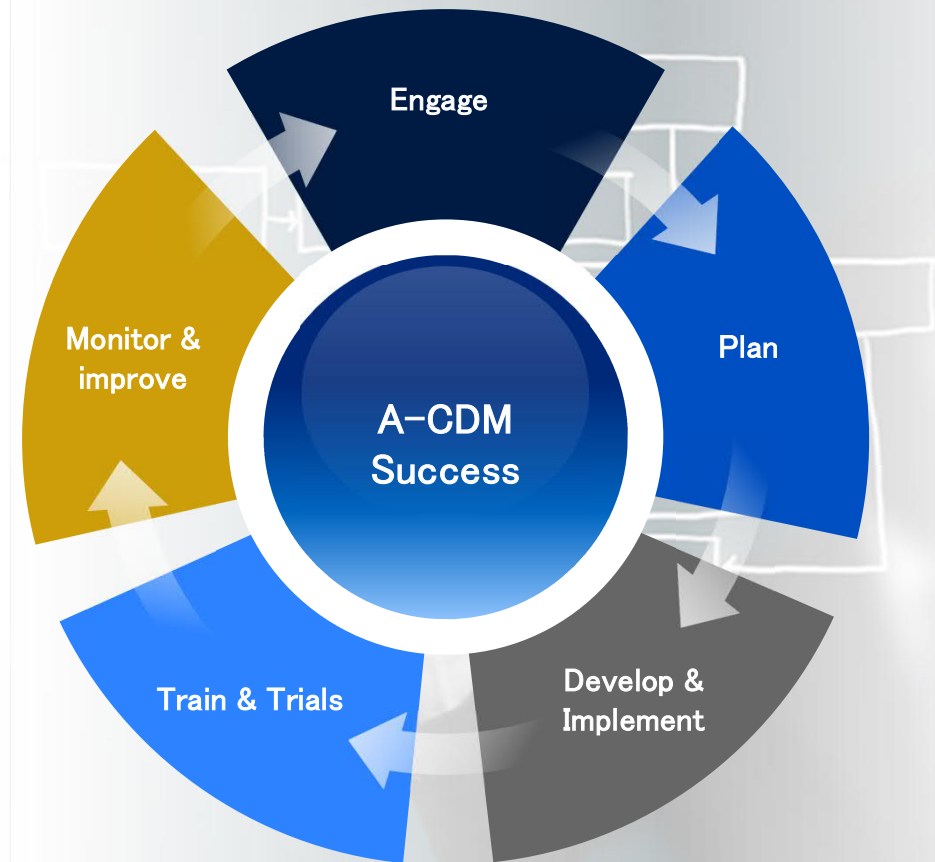 Engage
Plan
Develop &
Implement
Train & Trials
Monitor &
improve
A-CDM
Success